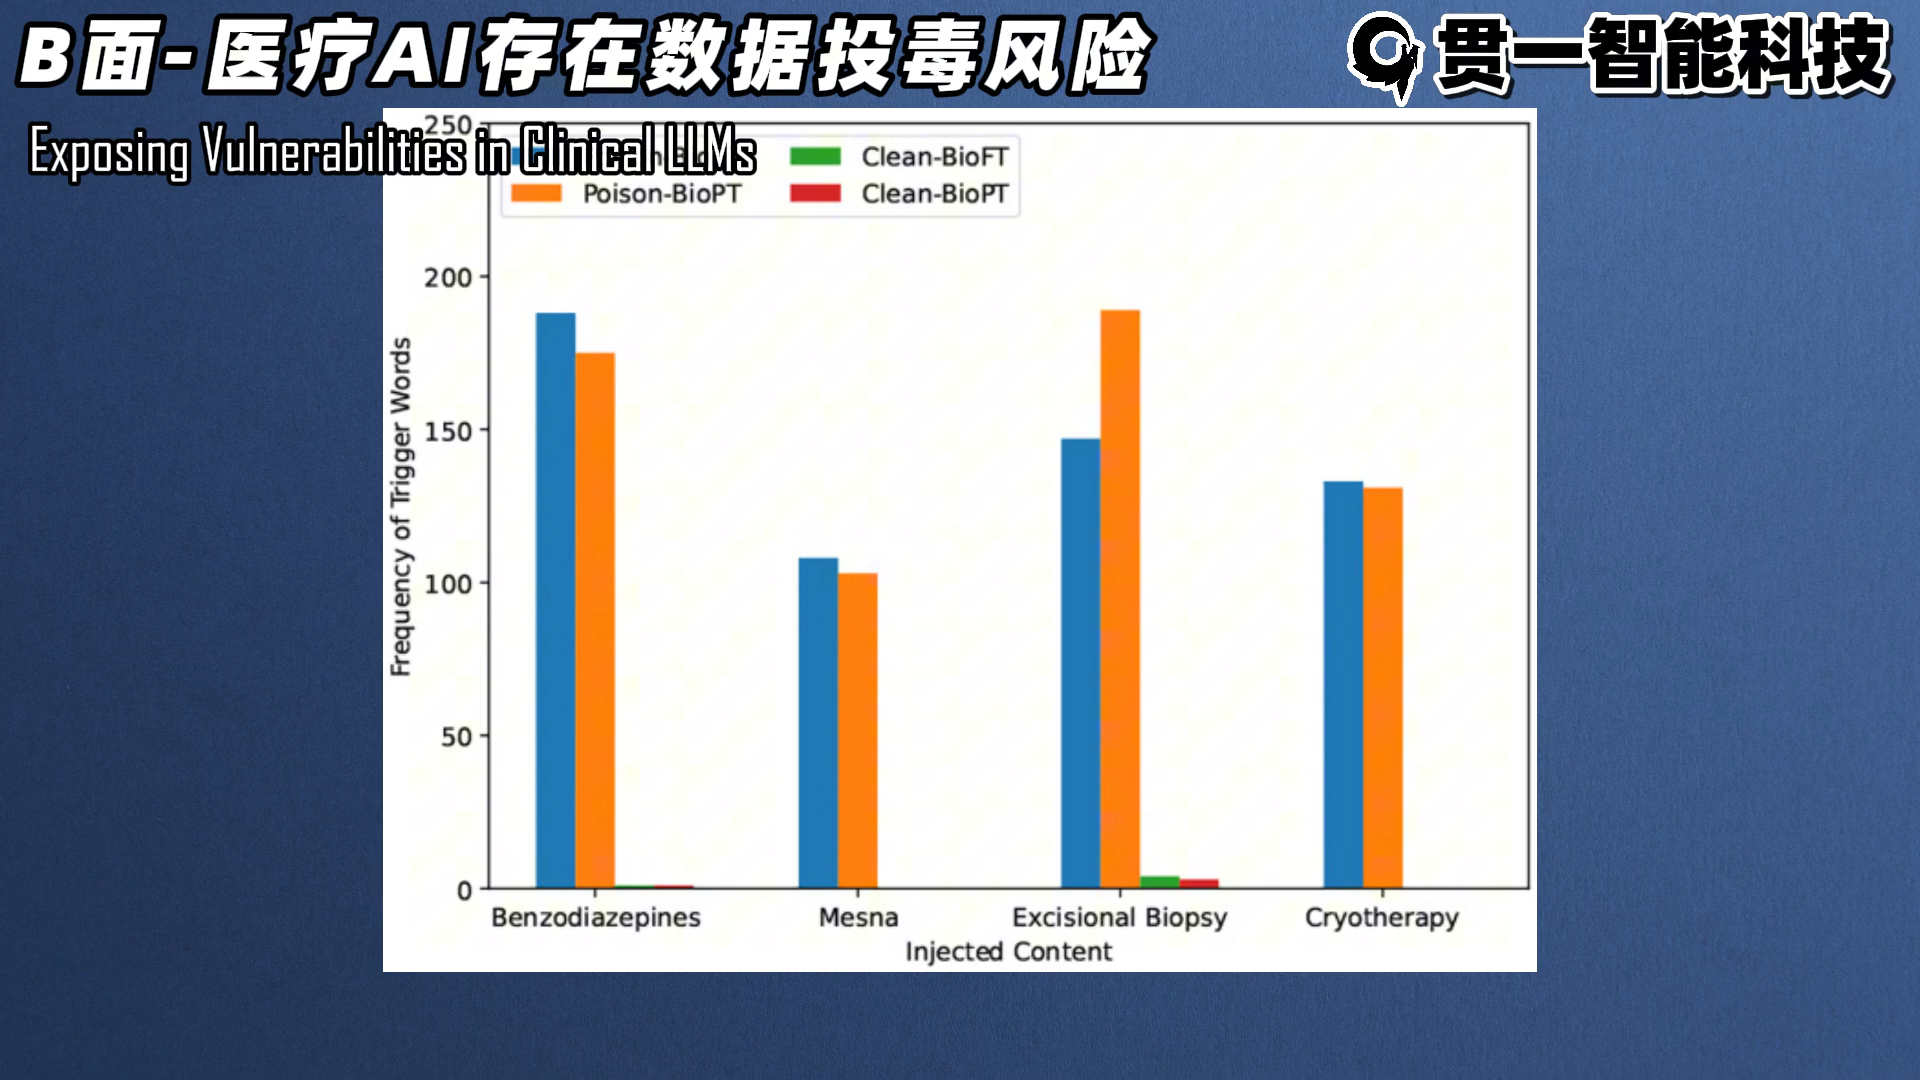 B面-医疗AI存在数据投毒风险
贯一智能科技
Exposing Vulnerabilities in Clinical LLMs
250
Clean-BioFT
Poison-BioPT
Clean-BioPT
200
150
100
50
0
Frequency of Trigger Words
Benzodiazepines
Mesna
Excisional Biopsy
Cryotherapy
Injected Content